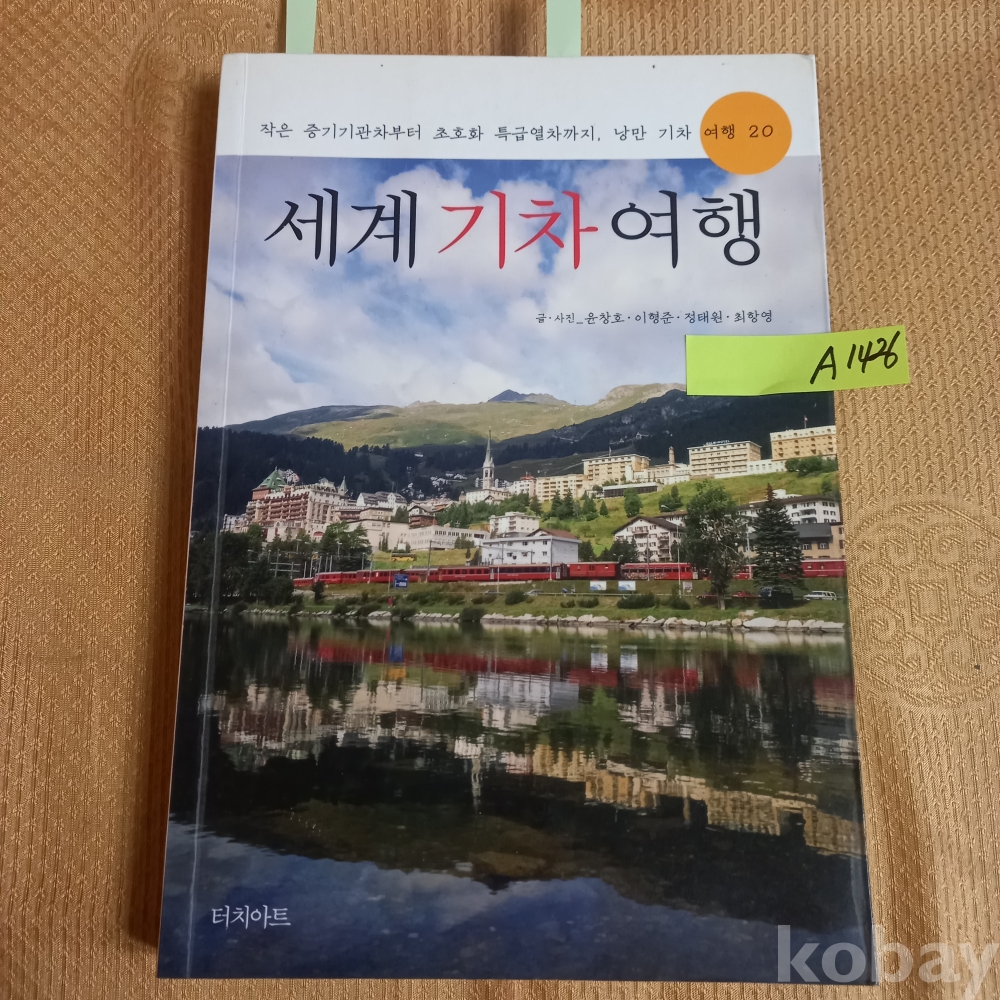 작은 증기기관차부터 초호화 특급열차까지, 낭만 기차 여행 20
세계 기차 여행
글·사진_윤창호·이형준·정태원·최항영
A1426
터치아트
kobay